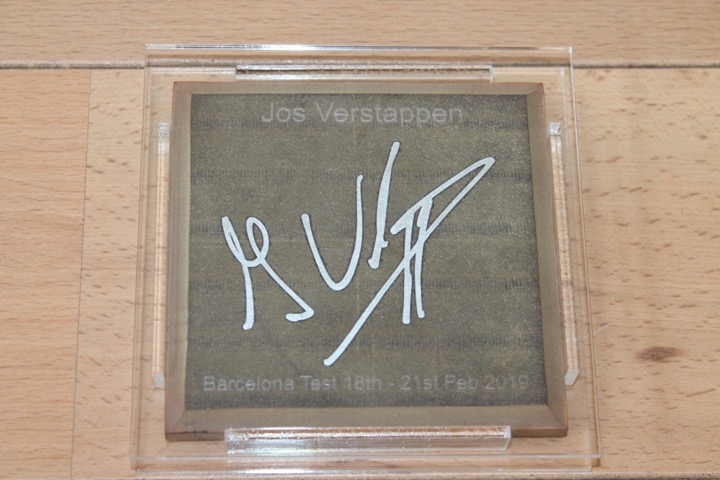 Jos Verstappen
Barcelona Test 18th - 21st Feb 2019